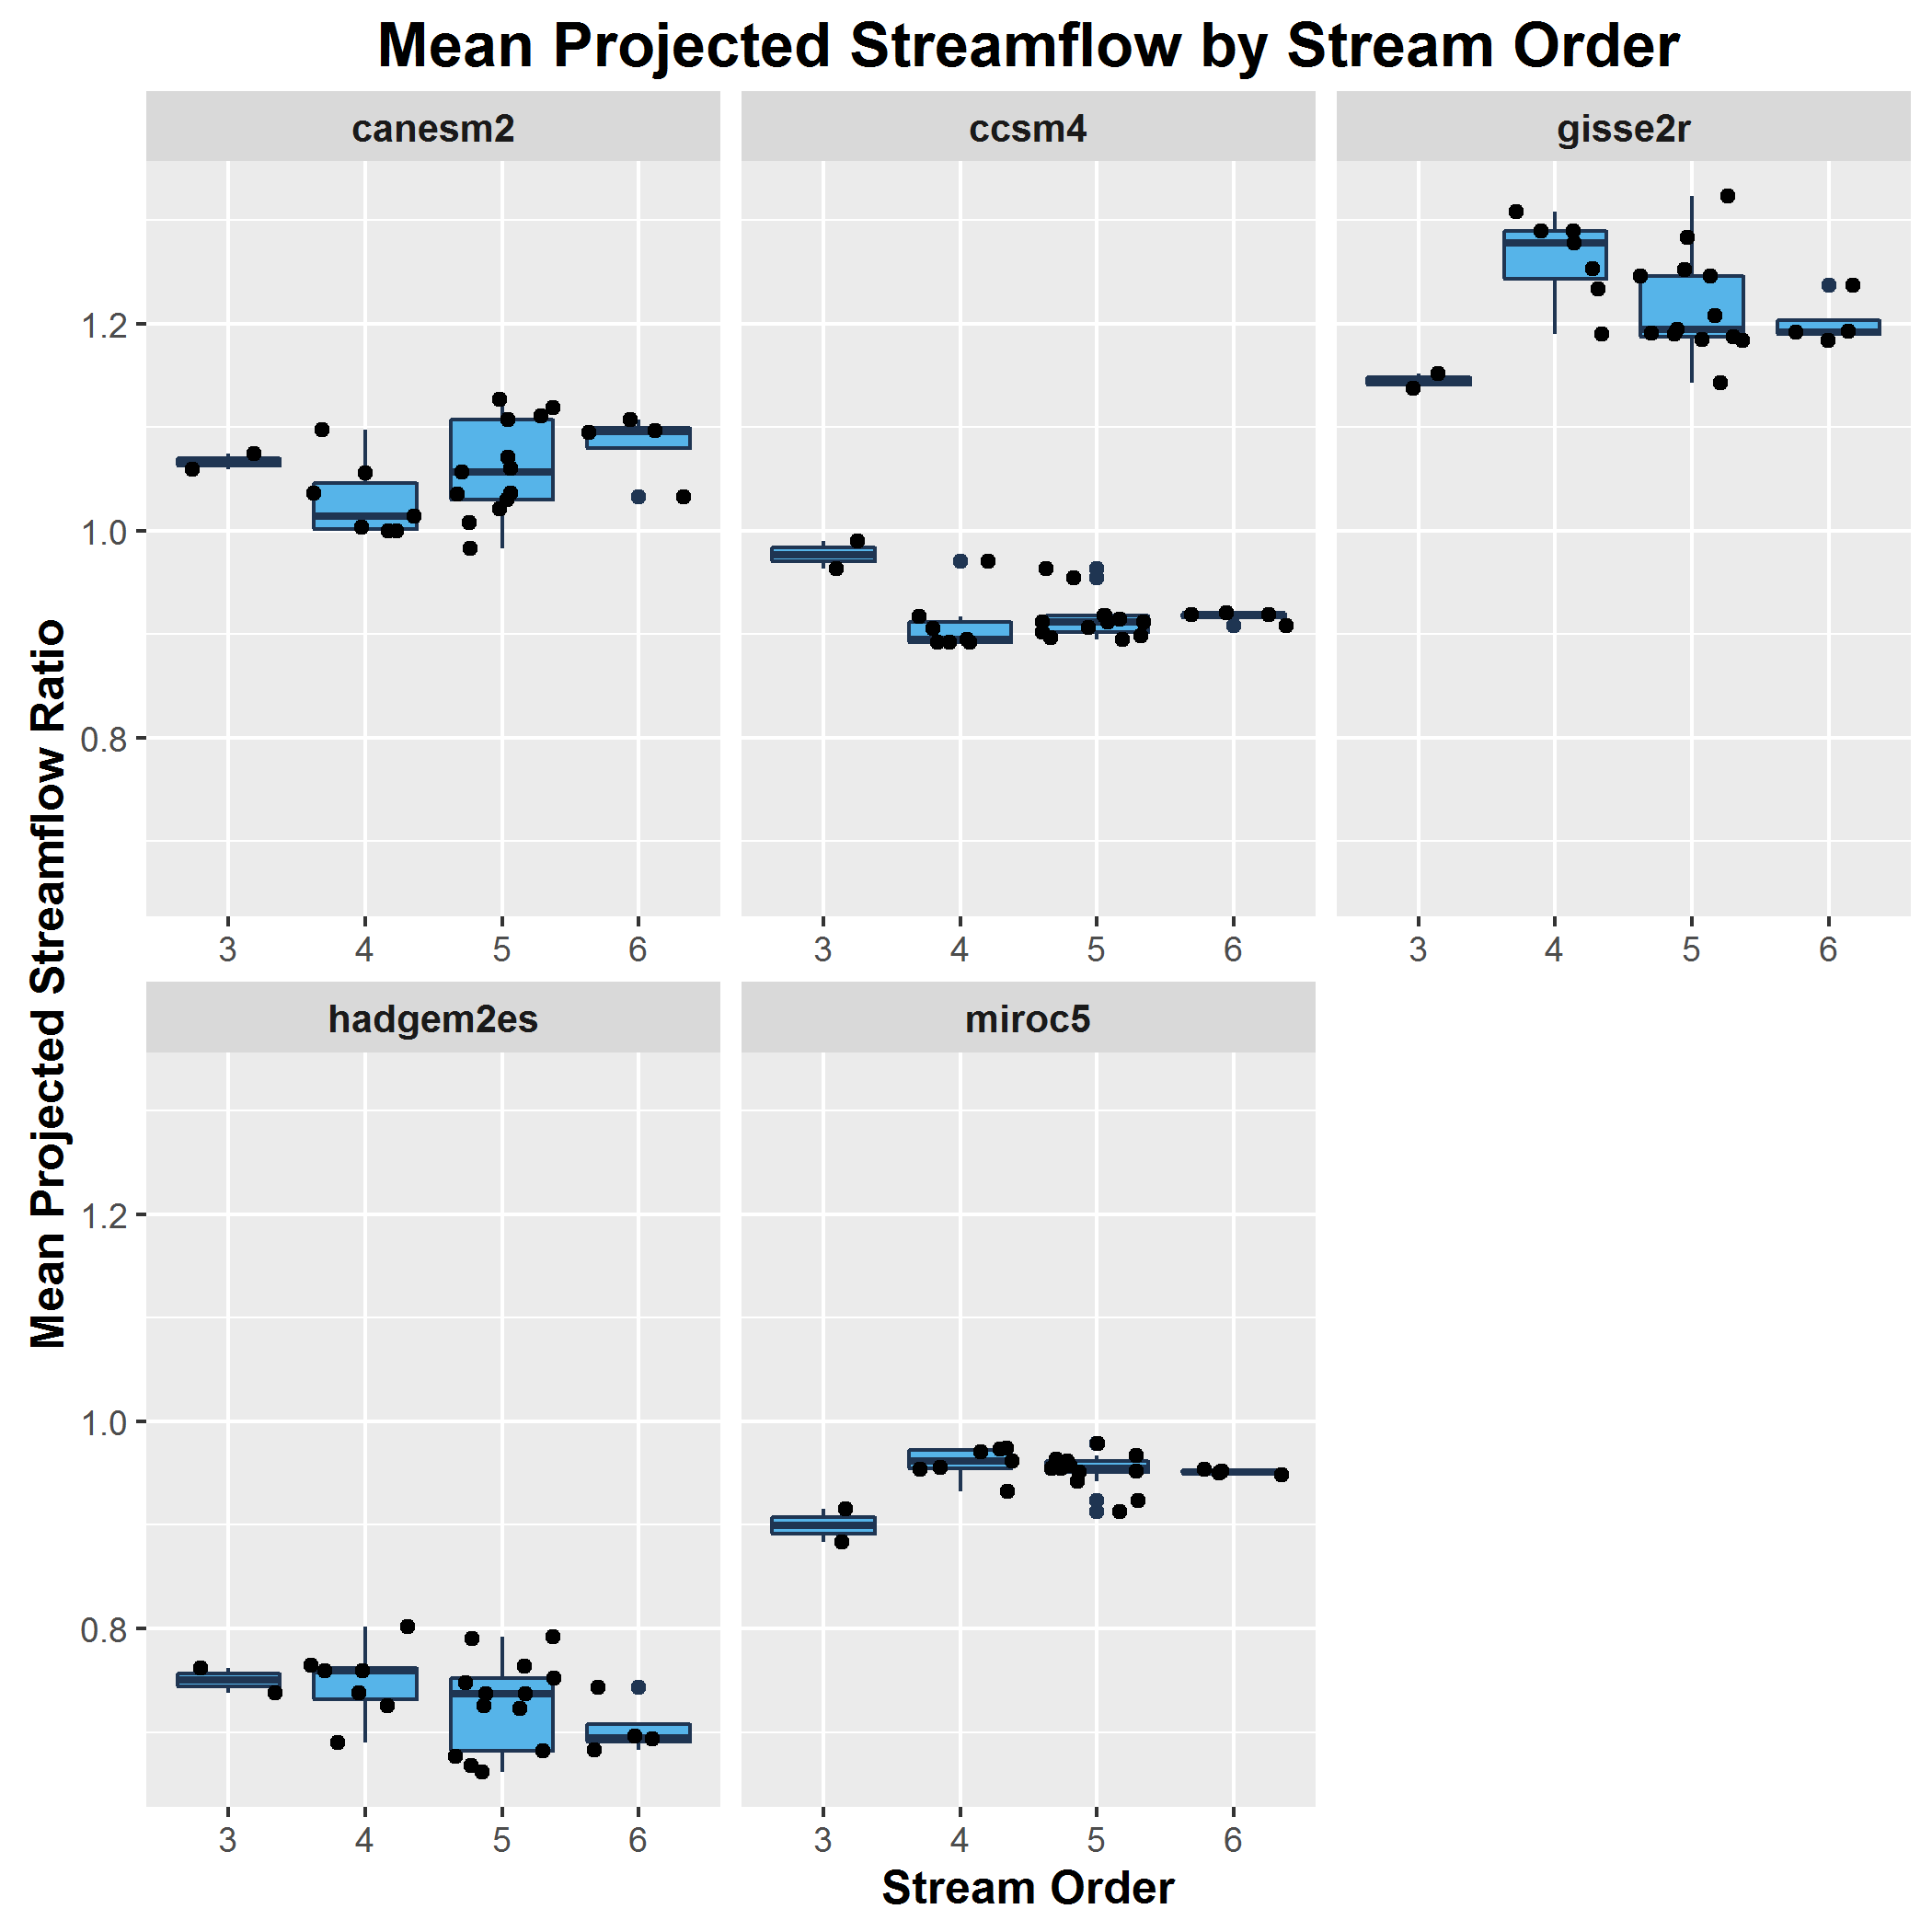 Mean Projected Streamflow by Stream Order
canesm2
ccsm4
gisse2r
Mean Projected Streamflow Ratio
1.2
1.0
0.8
3 4 5 6
3 4 5 6
3 4 5 6
hadgem2es
miroc5
1.2
1.0
0.8
3 4 5 6
3 4 5 6
Stream Order